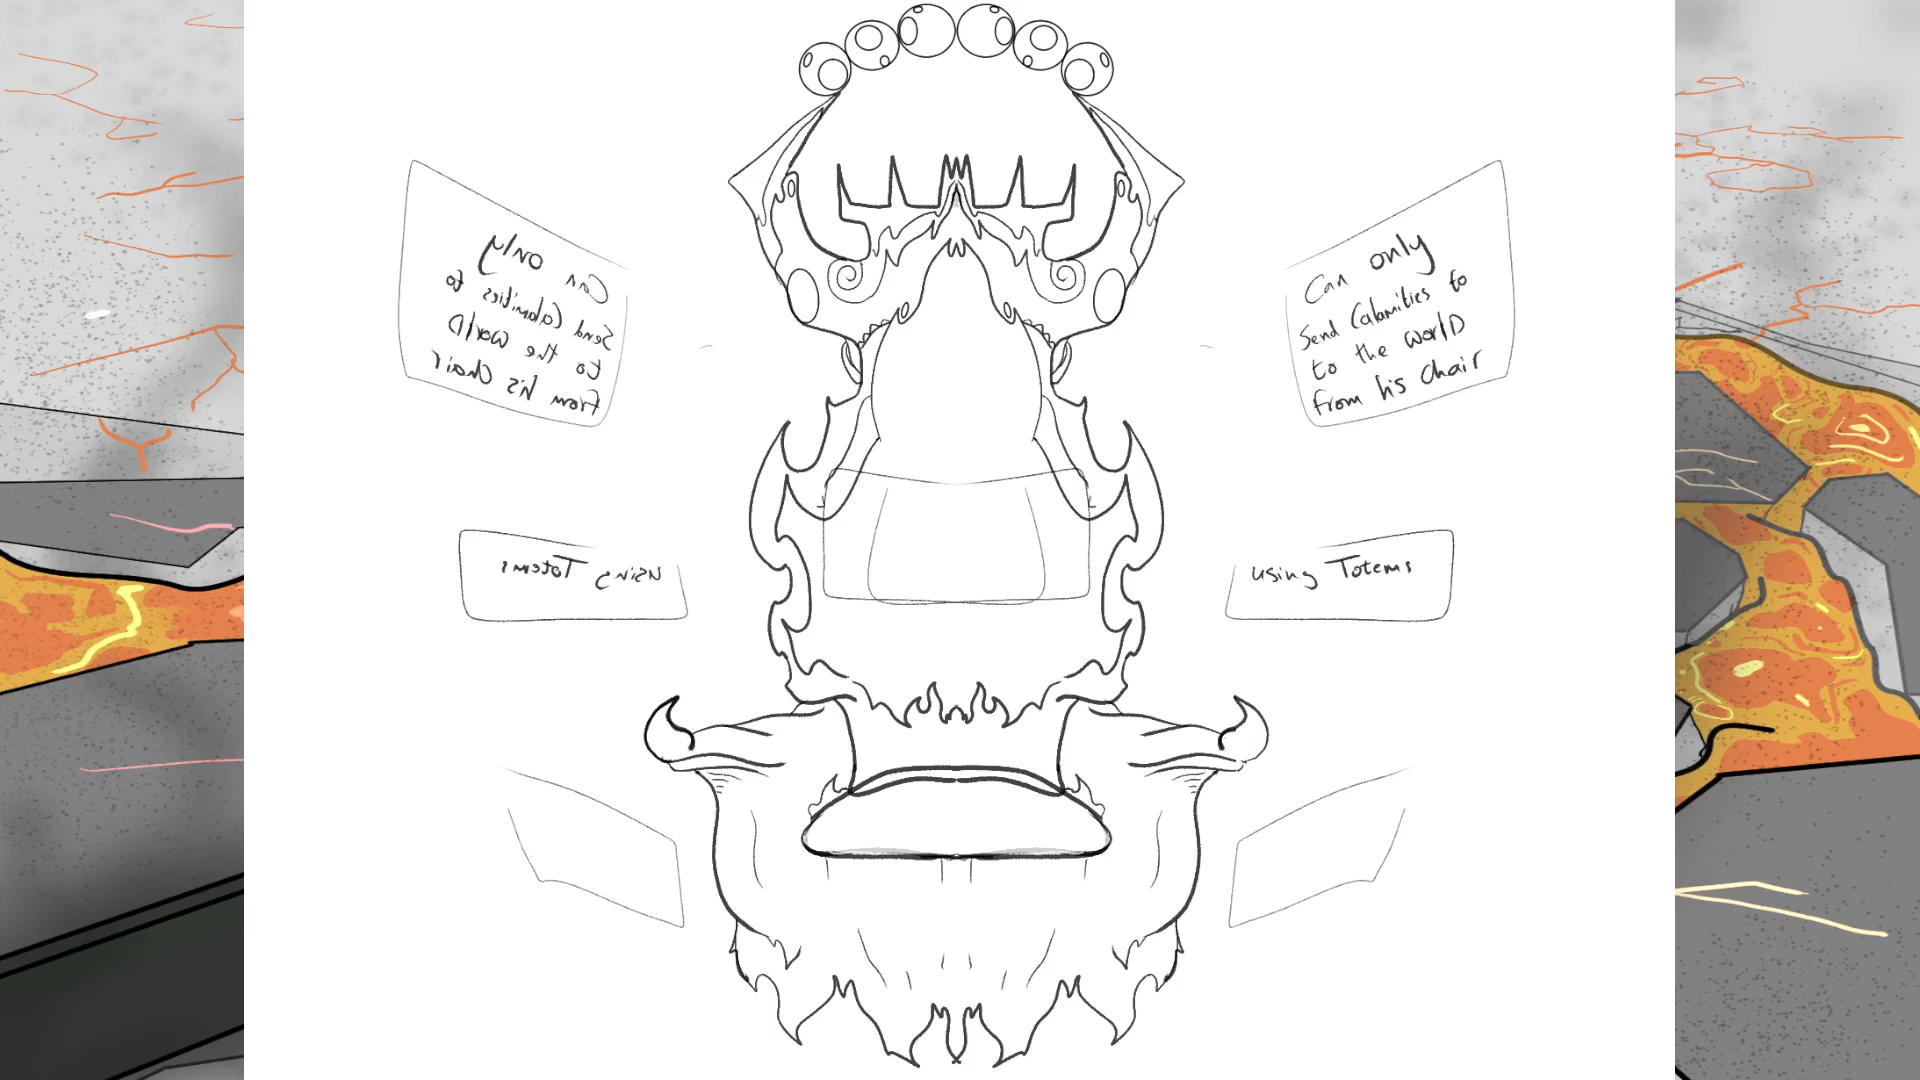 Can only
Send Calamities to
to the world
from his chair
using Totems
Can only
Send Calamities to
to the world
from his chair
using Totems